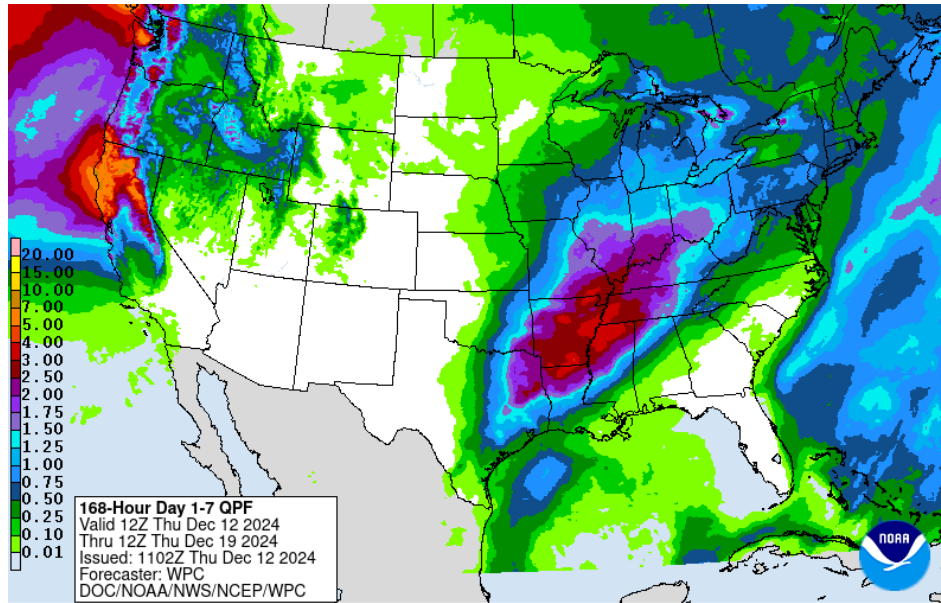 20.00
15.00
10.00
7.00
5.00
4.00
3.00
2.50
2.00
1.75
1.50
1.25
1.00
0.75
0.50
0.25
0.10
0.01
168-Hour Day 1-7 QPF
Valid 12Z Thu Dec 12 2024
Thru 12Z Thu Dec 19 2024
Issued: 1102Z Thu Dec 12 2024
Forecaster: WPC
DOC/NOAA/NWS/NCEP/WPC
NOAA